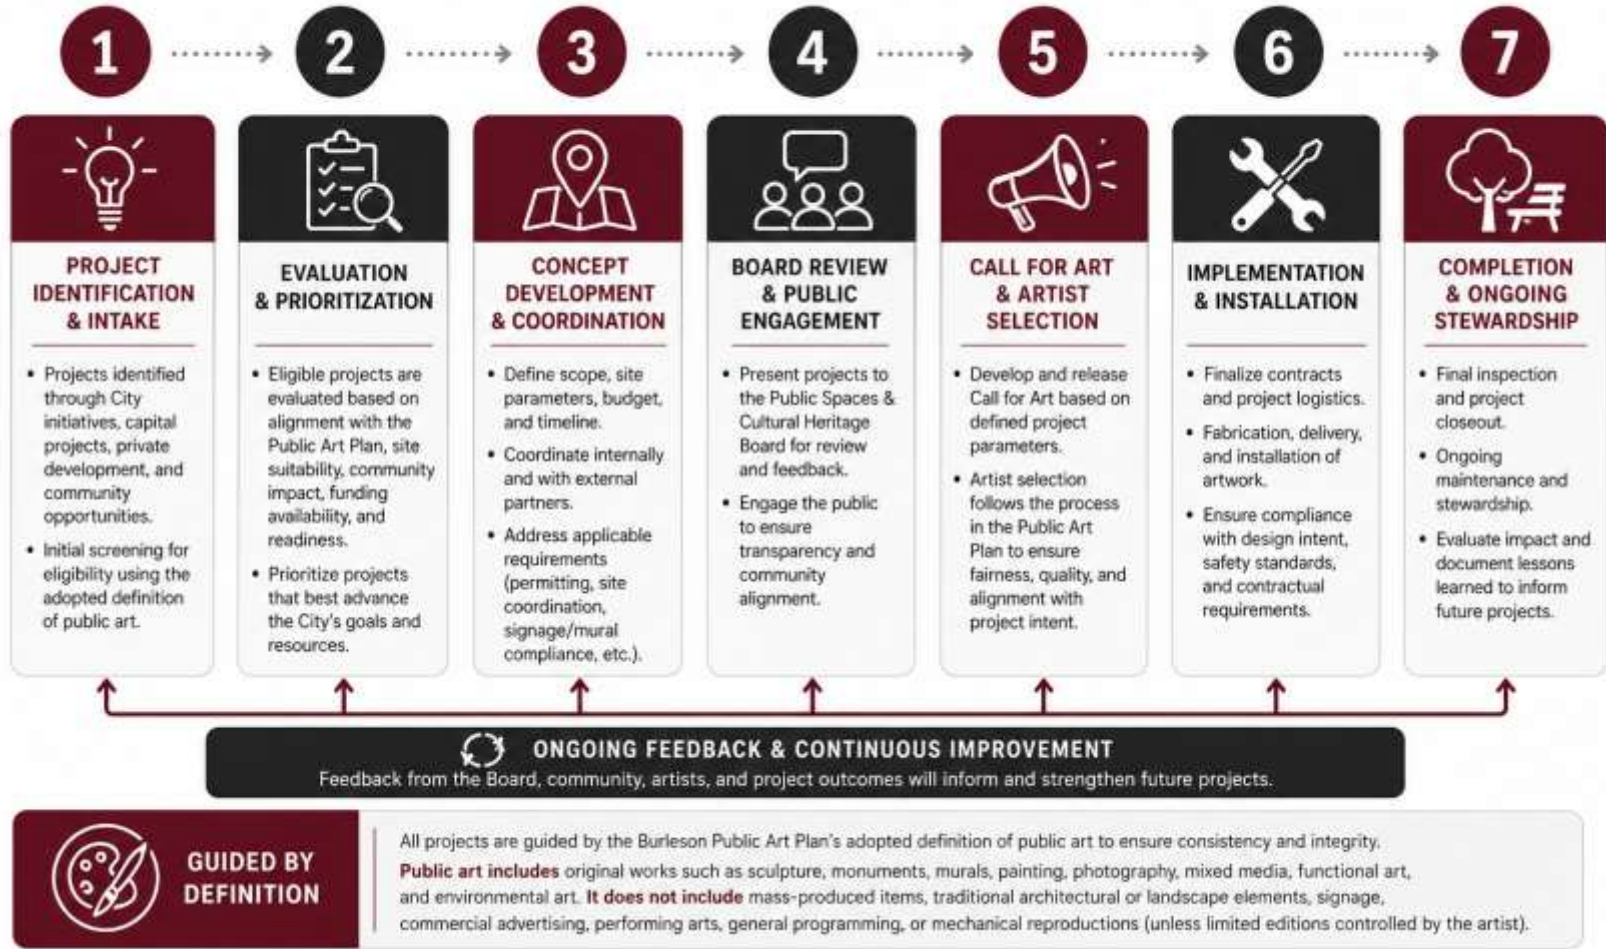 1
2
3
4
5
6
7
PROJECT
IDENTIFICATION
& INTAKE
• Projects identified
through City
initiatives, capital
projects, private
development, and
community
opportunities.
• Initial screening for
eligibility using the
adopted definition
of public art.
EVALUATION
& PRIORITIZATION
• Eligible projects are
evaluated based on
alignment with the
Public Art Plan, site
suitability, community
impact, funding
availability, and
readiness.
• Prioritize projects
that best advance
the City's goals and
resources.
CONCEPT
DEVELOPMENT
& COORDINATION
• Define scope, site
parameters, budget,
and timeline.
• Coordinate internally
and with external
partners.
• Address applicable
requirements
(permitting, site
coordination,
signage/mural
compliance, etc.).
BOARD REVIEW
& PUBLIC
ENGAGEMENT
• Present projects to
the Public Spaces &
Cultural Heritage
Board for review
and feedback.
• Engage the public
to ensure
transparency and
community
alignment.
CALL FOR ART
& ARTIST
SELECTION
• Develop and release
Call for Art based on
defined project
parameters.
• Artist selection
follows the process
in the Public Art
Plan to ensure
fairness, quality, and
alignment with
project intent.
IMPLEMENTATION
& INSTALLATION
• Finalize contracts
and project logistics.
• Fabrication, delivery,
and installation of
artwork.
• Ensure compliance
with design intent,
safety standards,
and contractual
requirements.
COMPLETION
& ONGOING
STEWARDSHIP
• Final inspection
and project
closeout.
• Ongoing
maintenance and
stewardship.
• Evaluate impact and
document lessons
learned to inform
future projects.
ONGOING FEEDBACK & CONTINUOUS IMPROVEMENT
Feedback from the Board, community, artists, and project outcomes will inform and strengthen future projects.
GUIDED BY
DEFINITION
All projects are guided by the Burleson Public Art Plan's adopted definition of public art to ensure consistency and integrity.
Public art includes original works such as sculpture, monuments, murals, painting, photography, mixed media, functional art,
and environmental art. It does not include mass-produced items, traditional architectural or landscape elements, signage,
commercial advertising, performing arts, general programming, or mechanical reproductions (unless limited editions controlled by the artist).